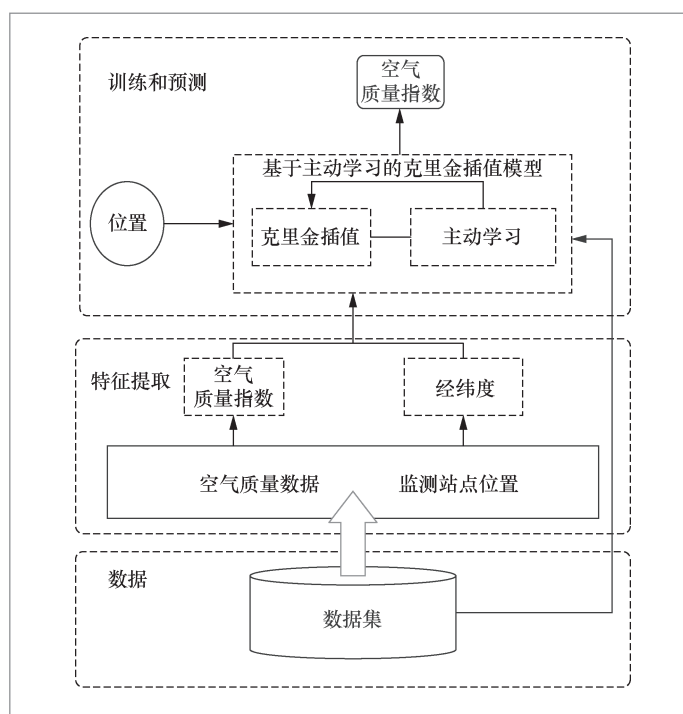 训练和预测
空气
质量指数
基于主动学习的克里金插值模型
位置
克里金插值
主动学习
特征提取
空气
质量指数
经纬度
空气质量数据
监测站点位置
数据
数据集